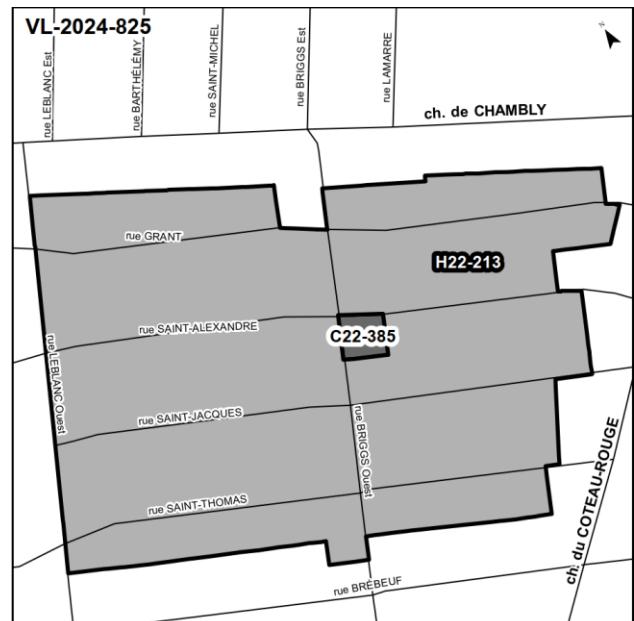 VL-2024-825
rue LEBLANC Est
rue BARTHÉLÉMY
rue SAINT-MICHEL
rue BRIGGS Est
rue LAMARRE
N
ch. de CHAMBLY
rue GRANT
H22-213
rue SAINT-ALEXANDRE
C22-385
rue LEBLANC Ouest
rue SAINT-JACQUES
rue BRIGGS Ouest
rue SAINT-THOMAS
ch. du COTEAU-ROUGE
rue BRÉBEUF